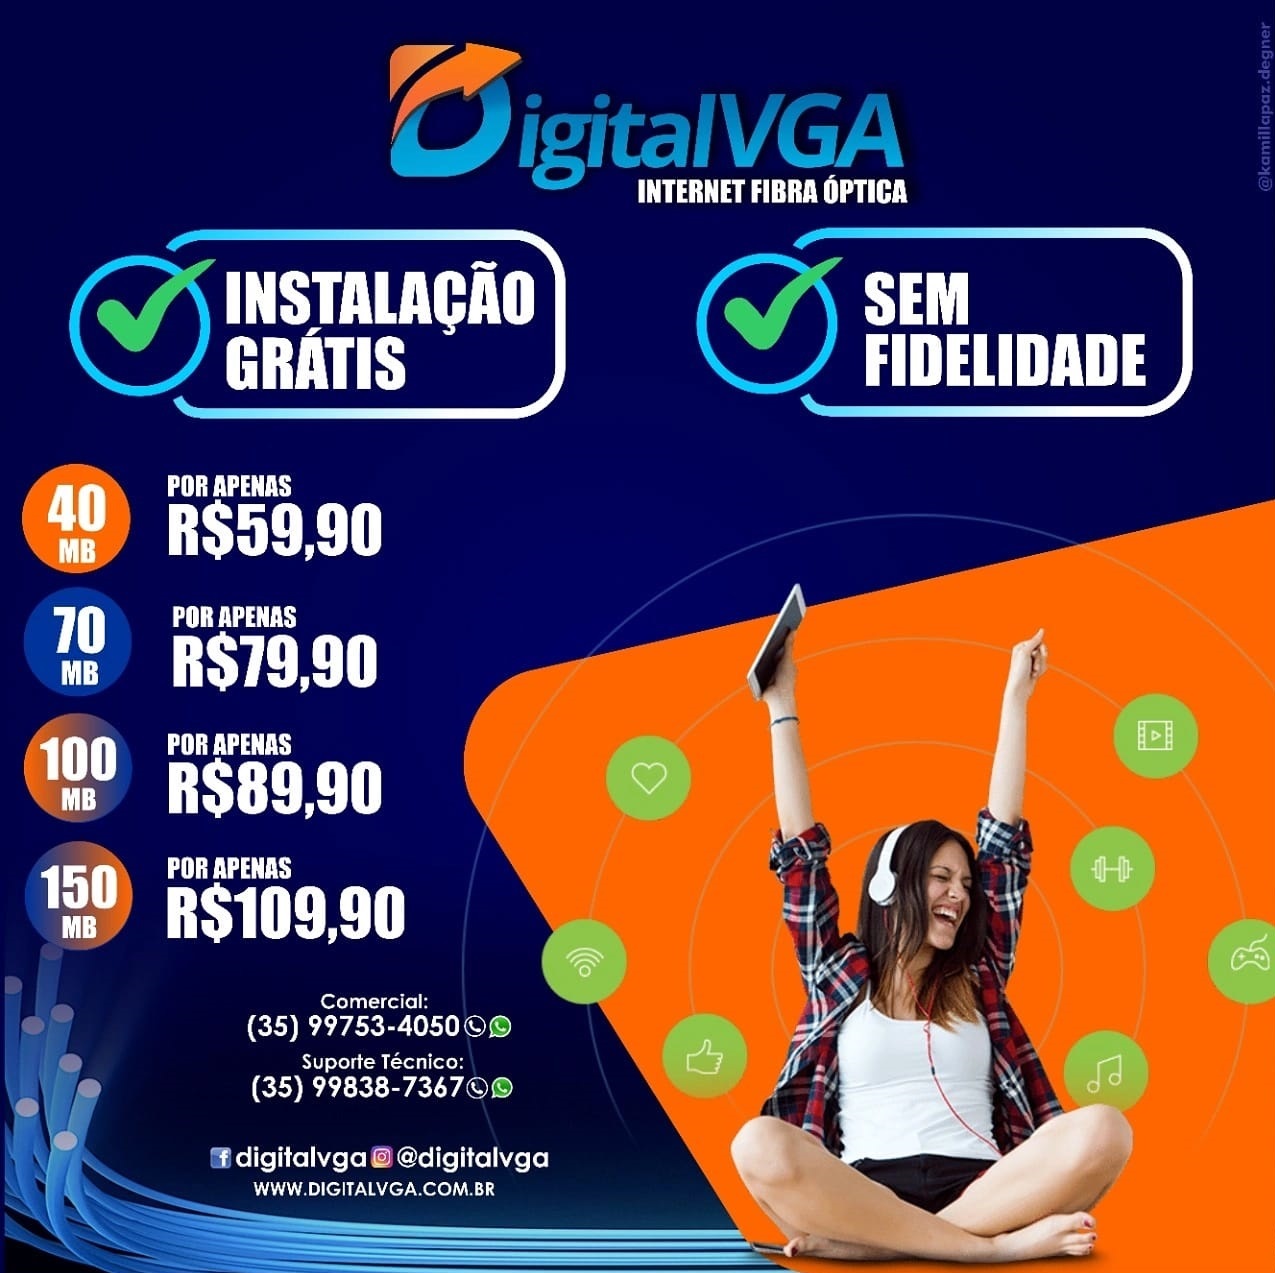 DigitalVGA
INTERNET FIBRA ÓPTICA
@kamillapaz.degner
INSTALAÇÃO
GRÁTIS
SEM
FIDELIDADE
40
MB
POR APENAS
R$59,90
70
MB
POR APENAS
R$79,90
100
MB
POR APENAS
R$89,90
150
MB
POR APENAS
R$109,90
Comercial:
(35) 99753-4050
Suporte Técnico:
(35) 99838-7367
digitalvga @digitalvga
WWW.DIGITALVGA.COM.BR